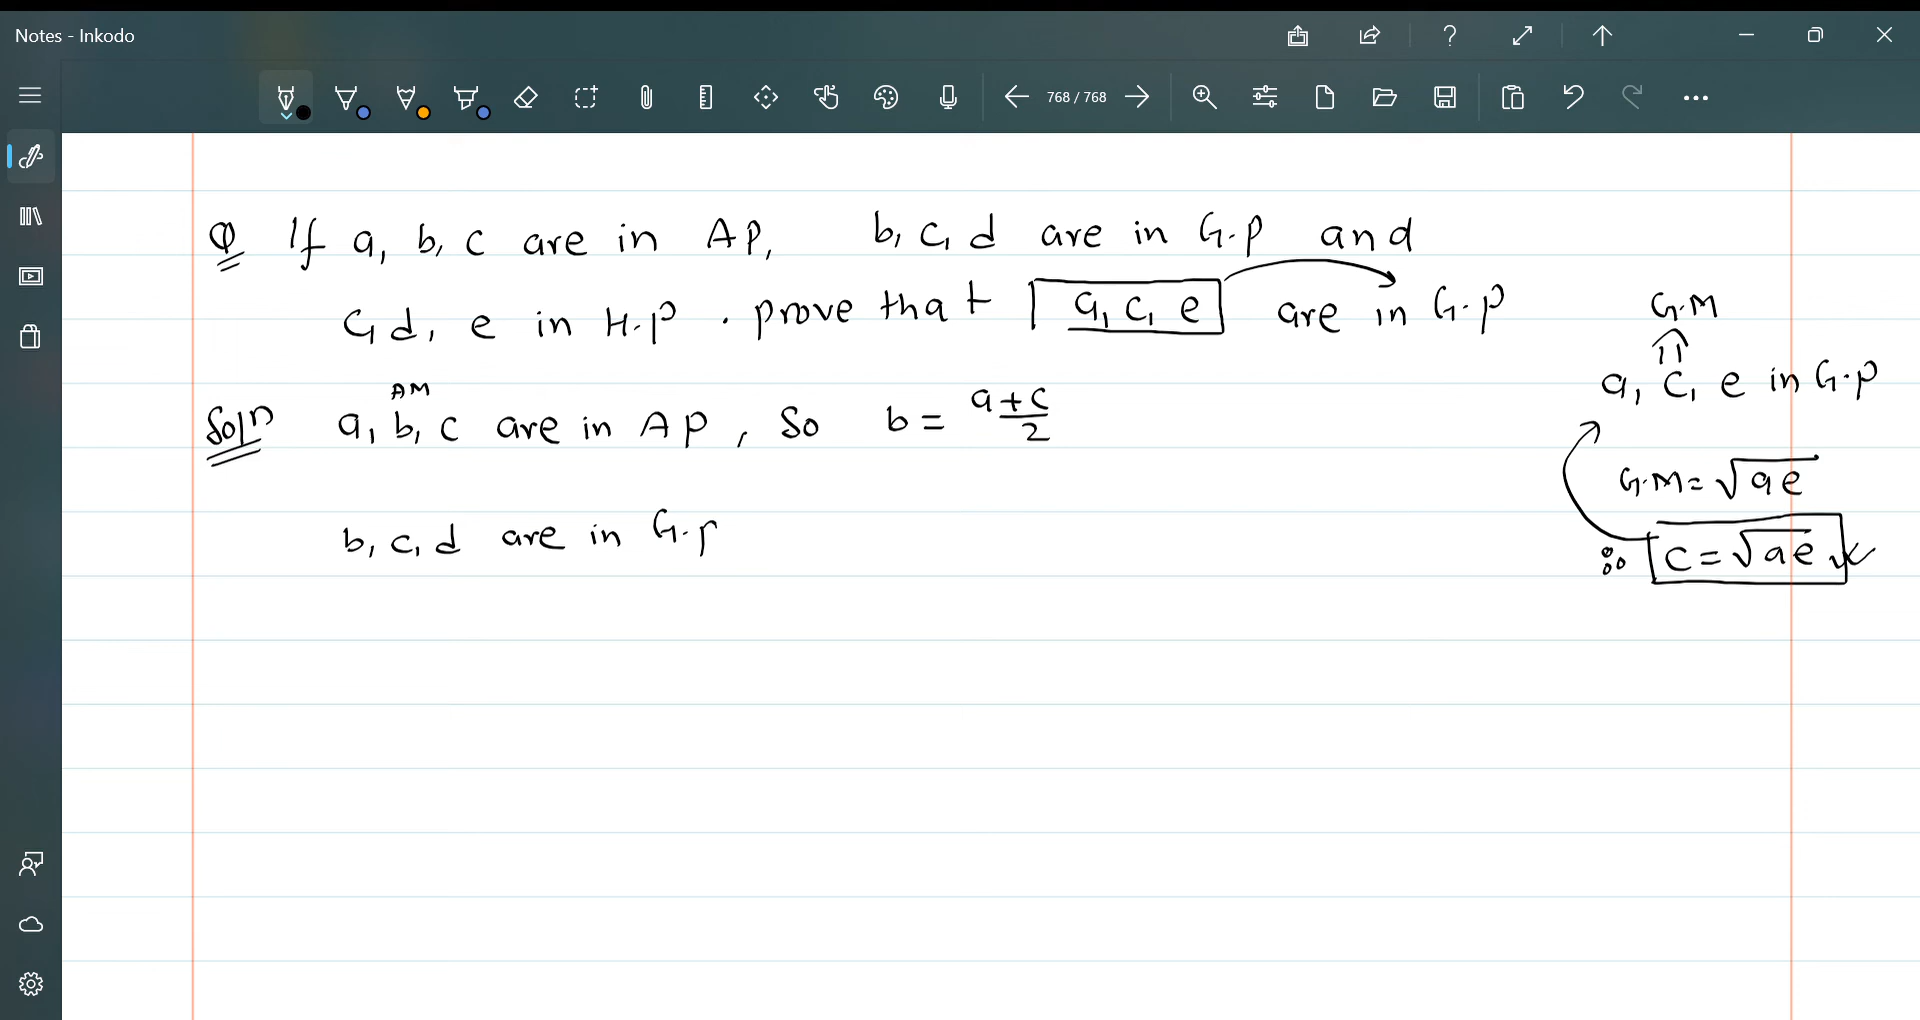 Notes - Inkodo
768 / 768
Q If a, b, c are in AP, b, c, d are in G.P and
c, d, e in H.P. prove that a, c, e are in G.P
Soln a, b, c are in AP, So b = a+c/2
AM
b, c, d are in G.P
G.M
a, c, e in G.P
G.M = √ae
∴ c = √ae